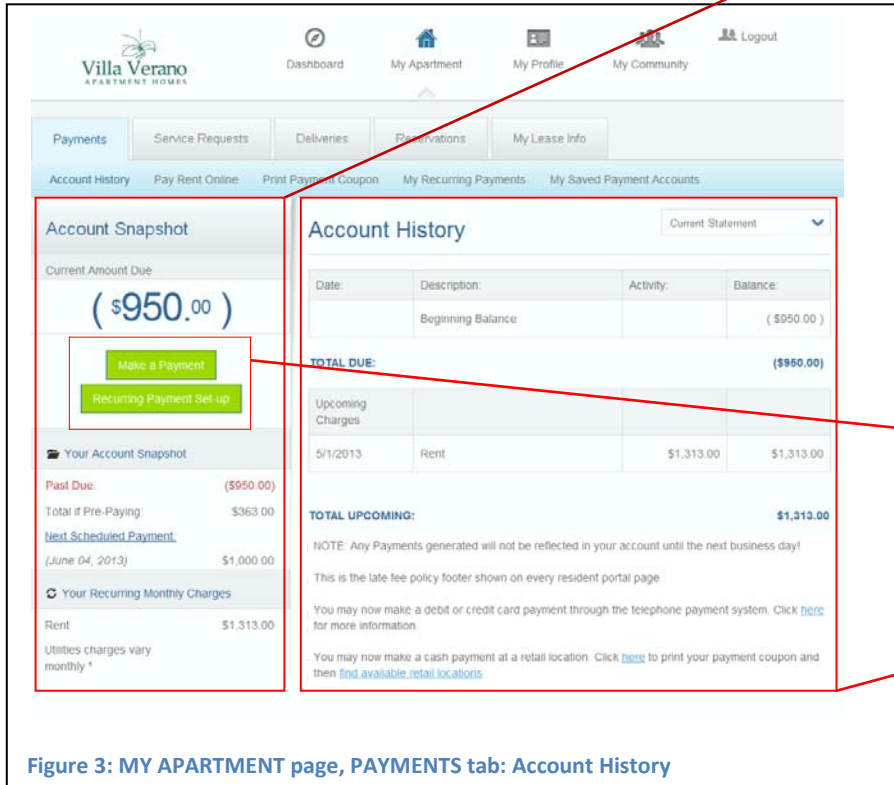 Villa Verano
APARTMENT HOMES
Dashboard
My Apartment
My Profile
My Community
Logout
Payments
Service Requests
Deliveries
Reservations
My Lease Info
Account History
Pay Rent Online
Print Payment Coupon
My Recurring Payments
My Saved Payment Accounts
Account Snapshot
Current Amount Due
( $950.00 )
Make a Payment
Recurring Payment Set-up
Your Account Snapshot
Past Due: ($950.00)
Total if Pre-Paying: $363.00
Next Scheduled Payment:
(June 04, 2013) $1,000.00
Your Recurring Monthly Charges
Rent $1,313.00
Utilities charges vary
monthly *
Account History
Current Statement
Date: Description: Activity: Balance:
Beginning Balance ( $950.00 )
TOTAL DUE: ($950.00)
Upcoming
Charges
5/1/2013 Rent $1,313.00 $1,313.00
TOTAL UPCOMING: $1,313.00
NOTE: Any Payments generated will not be reflected in your account until the next business day!
This is the late fee policy footer shown on every resident portal page
You may now make a debit or credit card payment through the telephone payment system. Click here
for more information.
You may now make a cash payment at a retail location. Click here to print your payment coupon and
then find available retail locations.
Figure 3: MY APARTMENT page, PAYMENTS tab: Account History